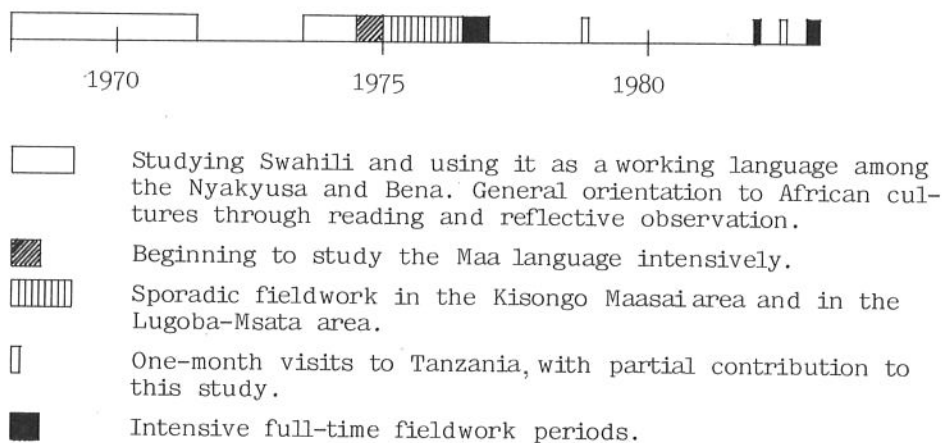 1970 1975 1980
Studying Swahili and using it as a working language among
the Nyakyusa and Bena. General orientation to African cul-
tures through reading and reflective observation.
Beginning to study the Maa language intensively.
Sporadic fieldwork in the Kisongo Maasai area and in the
Lugoba-Msata area.
One-month visits to Tanzania, with partial contribution to
this study.
Intensive full-time fieldwork periods.